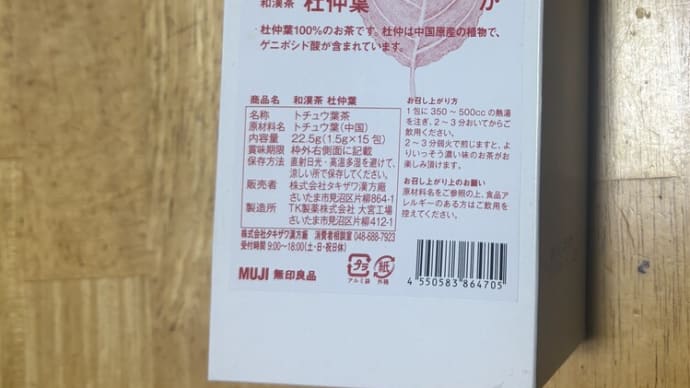 和漢茶 杜仲葉
・杜仲葉100%のお茶です。杜仲は中国原産の植物で、
ゲニポシド酸が含まれています。
商品名 和漢茶 杜仲葉
名称 トチュウ葉茶
原材料名 トチュウ葉(中国)
内容量 22.5g(1.5g×15包)
賞味期限 枠外右側面に記載
保存方法 直射日光・高温多湿を避けて、
涼しい所で保存してください。
販売者 株式会社タキザワ漢方廠
さいたま市見沼区片柳864-1
製造所 TK製薬株式会社 大宮工場
さいたま市見沼区片柳412-1
株式会社タキザワ漢方廠 消費者相談室 048-688-7923
受付時間 9:00~18:00(土・日・祝日休)
お召し上がり方
1包に350~500ccの熱湯
を注ぎ、2~3分おいてからご
飲用ください。
2~3分弱火で煎じますと、よ
りいっそう濃い味のお茶がお
楽しみ頂けます。
お召し上がり上のお願い
原材料名をご参照の上、食品ア
レルギーのある方はご飲用を
控えてください。
MUJI 無印良品
プラ
アルミ袋
紙
外箱
4 550583 864705